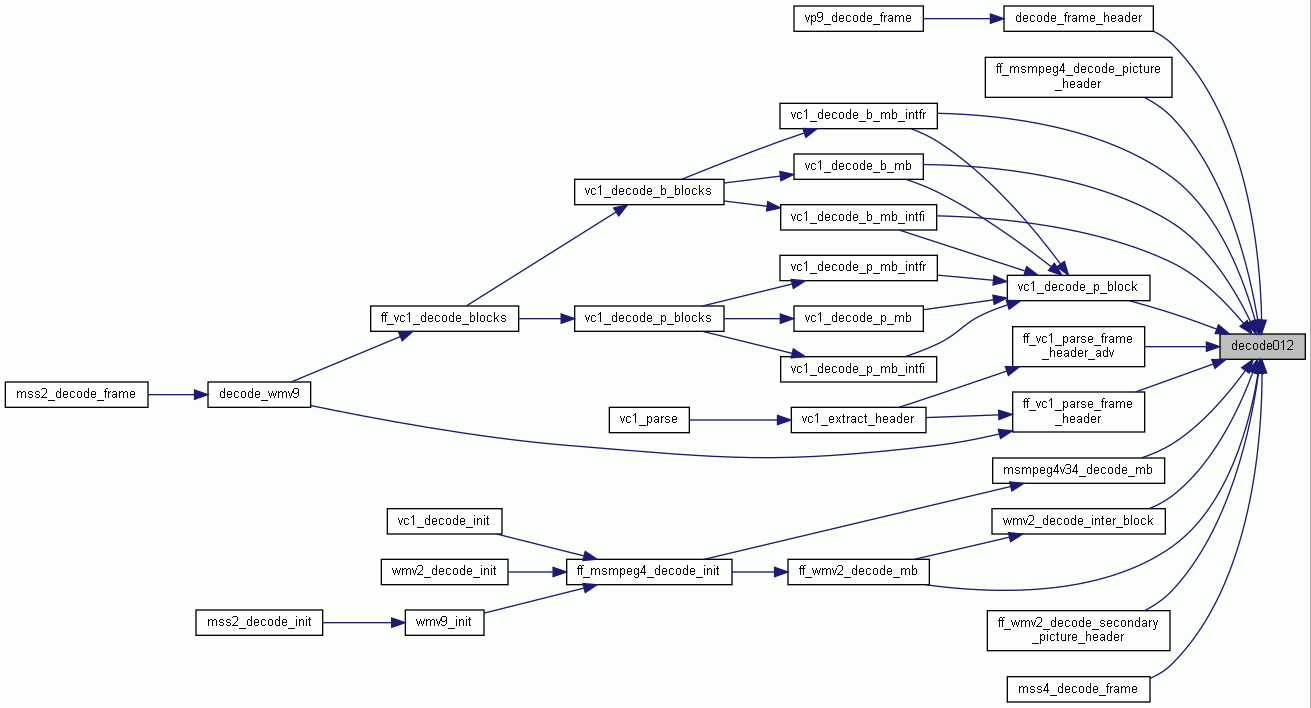 vp9_decode_frame
decode_frame_header
ff_msmpeg4_decode_picture
_header
vc1_decode_b_mb_intfr
vc1_decode_b_mb
vc1_decode_b_blocks
vc1_decode_b_mb_intfi
vc1_decode_p_mb_intfr
vc1_decode_p_block
ff_vc1_decode_blocks
vc1_decode_p_blocks
vc1_decode_p_mb
ff_vc1_parse_frame
_header_adv
decode012
vc1_decode_p_mb_intfi
mss2_decode_frame
decode_wmv9
ff_vc1_parse_frame
_header
vc1_parse
vc1_extract_header
msmpeg4v34_decode_mb
vc1_decode_init
wmv2_decode_inter_block
wmv2_decode_init
ff_msmpeg4_decode_init
ff_wmv2_decode_mb
mss2_decode_init
wmv9_init
ff_wmv2_decode_secondary
_picture_header
mss4_decode_frame